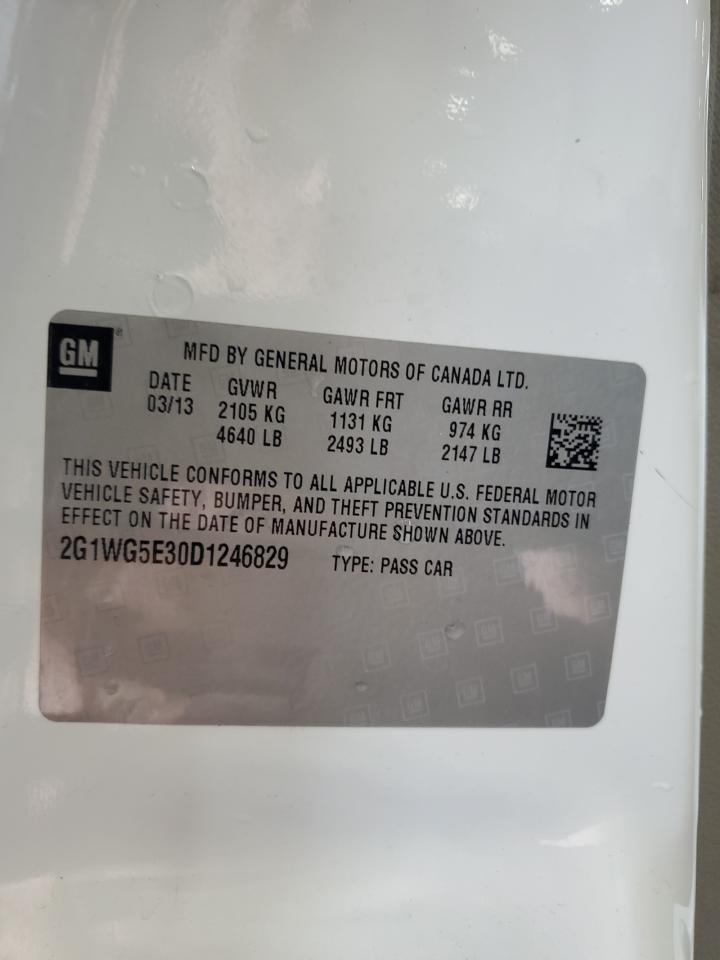 GM®
MFD BY GENERAL MOTORS OF CANADA LTD.
DATE GVWR GAWR FRT GAWR RR
03/13 2105 KG 1131 KG 974 KG
4640 LB 2493 LB 2147 LB
THIS VEHICLE CONFORMS TO ALL APPLICABLE U.S. FEDERAL MOTOR
VEHICLE SAFETY, BUMPER, AND THEFT PREVENTION STANDARDS IN
EFFECT ON THE DATE OF MANUFACTURE SHOWN ABOVE.
2G1WG5E30D1246829 TYPE: PASS CAR